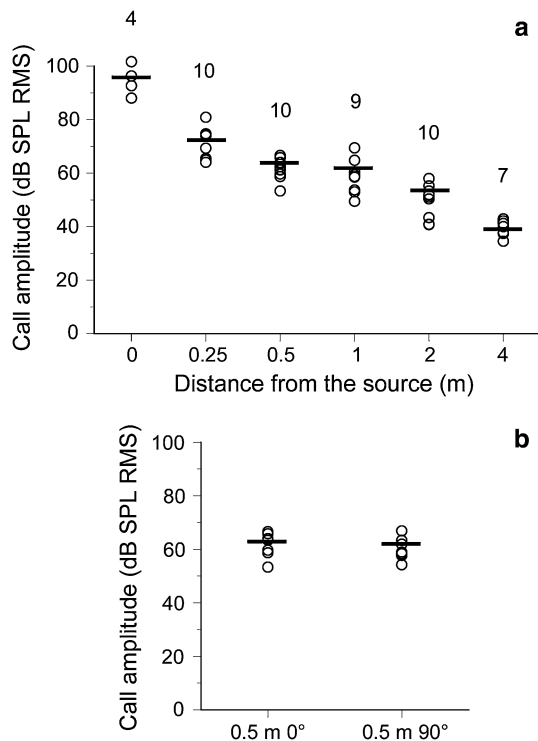 a
4
10
10
9
10
7
100
80
60
40
20
0
Call amplitude (dB SPL RMS)
0 0.25 0.5 1 2 4
Distance from the source (m)
b
100
80
60
40
20
0
Call amplitude (dB SPL RMS)
0.5 m 0° 0.5 m 90°